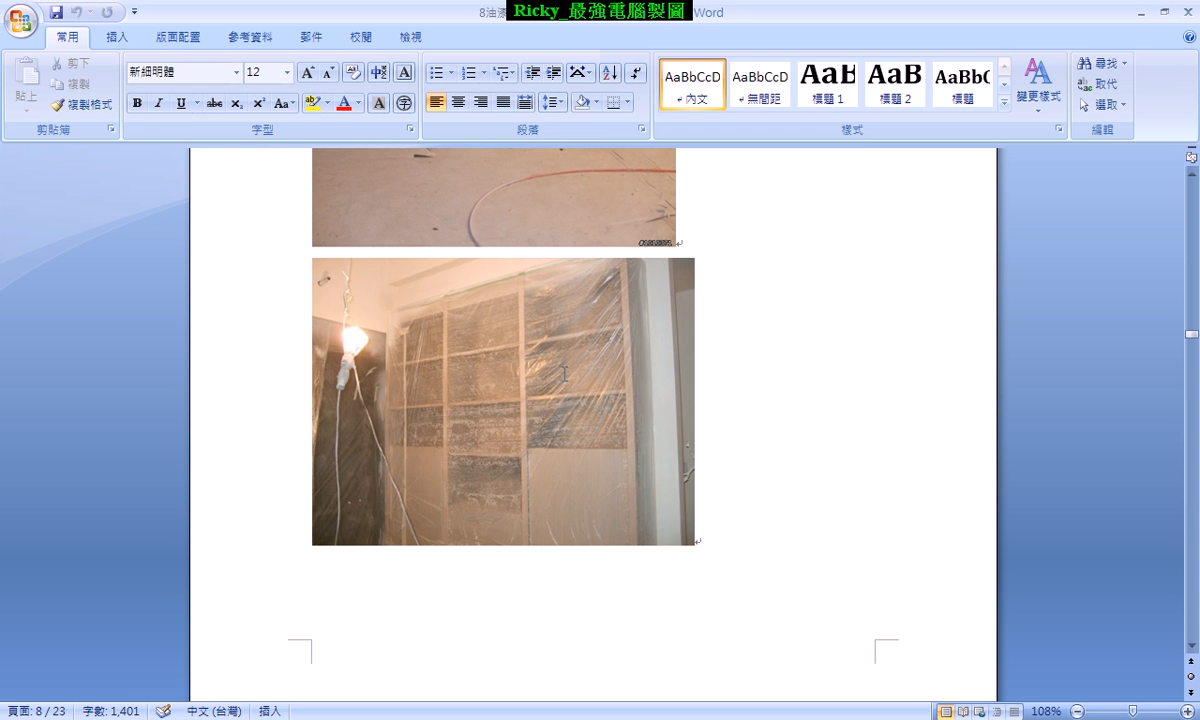 8油漆
Ricky_最強電腦製圖
Word
常用
插入
版面配置
參考資料
郵件
校閱
檢視
貼上
剪下
複製
複製格式
剪貼簿
新細明體
12
字型
段落
AaBbCcD
內文
AaBbCcD
無間距
AaB
標題 1
AaB
標題 2
AaBb
標題
變更樣式
樣式
尋找
取代
選取
編輯
頁面: 8 / 23
字數: 1,401
中文 (台灣)
插入
108%